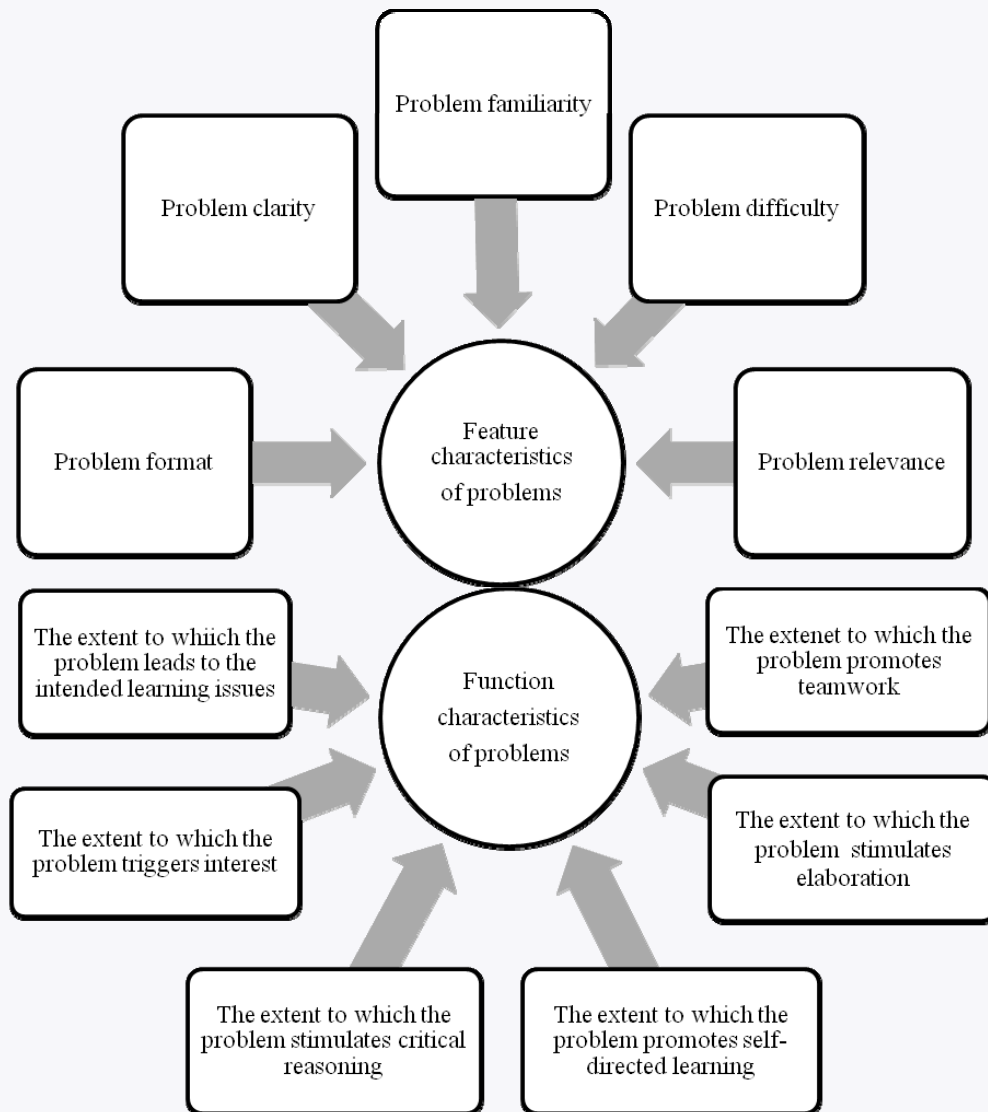 Problem familiarity
Problem clarity
Problem difficulty
Problem format
Feature
characteristics
of problems
Problem relevance
The extent to whiich the
problem leads to the
intended learning issues
Function
characteristics
of problems
The extenet to which the
problem promotes
teamwork
The extent to which the
problem triggers interest
The extent to which the
problem stimulates
elaboration
The extent to which the
problem stimulates critical
reasoning
The extent to which the
problem promotes self-
directed learning